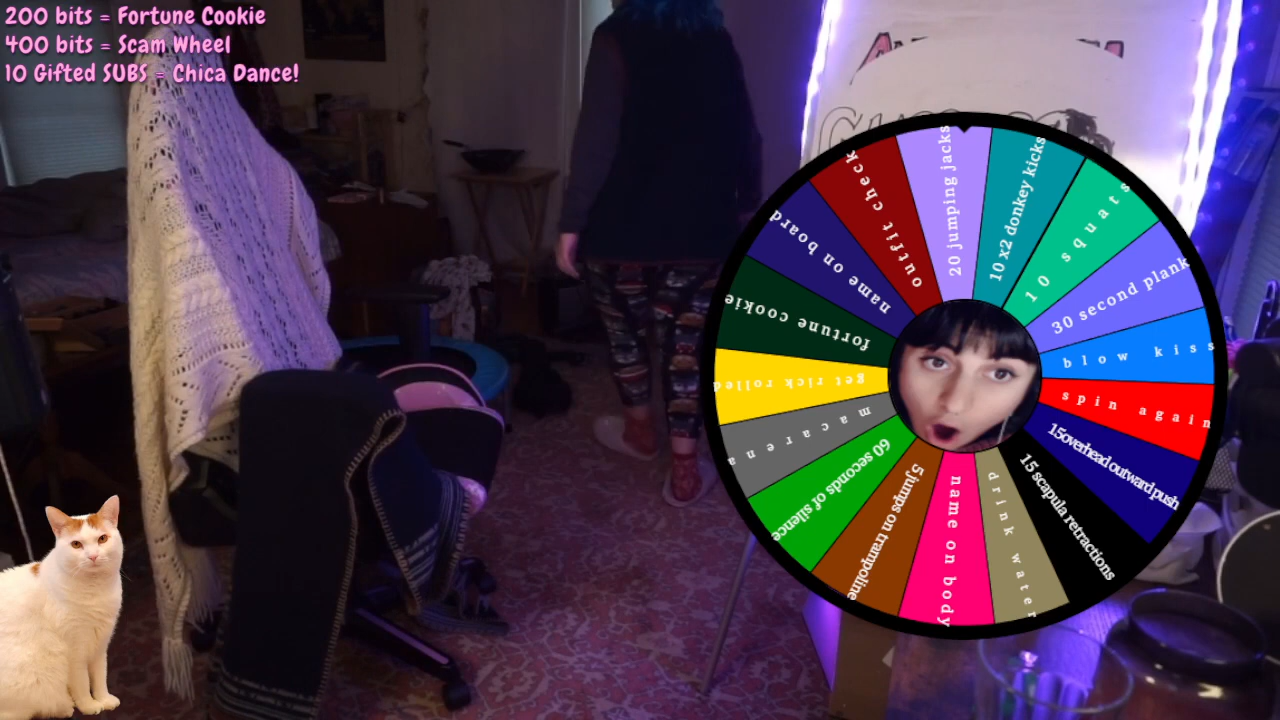 200 bits = Fortune Cookie
400 bits = Scam Wheel
10 Gifted SUBS = Chica Dance!
20 jumping jacks
10 x2 donkey kicks
10 squats
30 second plank
blow kiss
spin again
15 overhead outward push
15 scapula retractions
drink water
name on body
5 jumps on trampoline
60 seconds of silence
macarena
get rick rolled
fortune cookie
name on board
outfit check